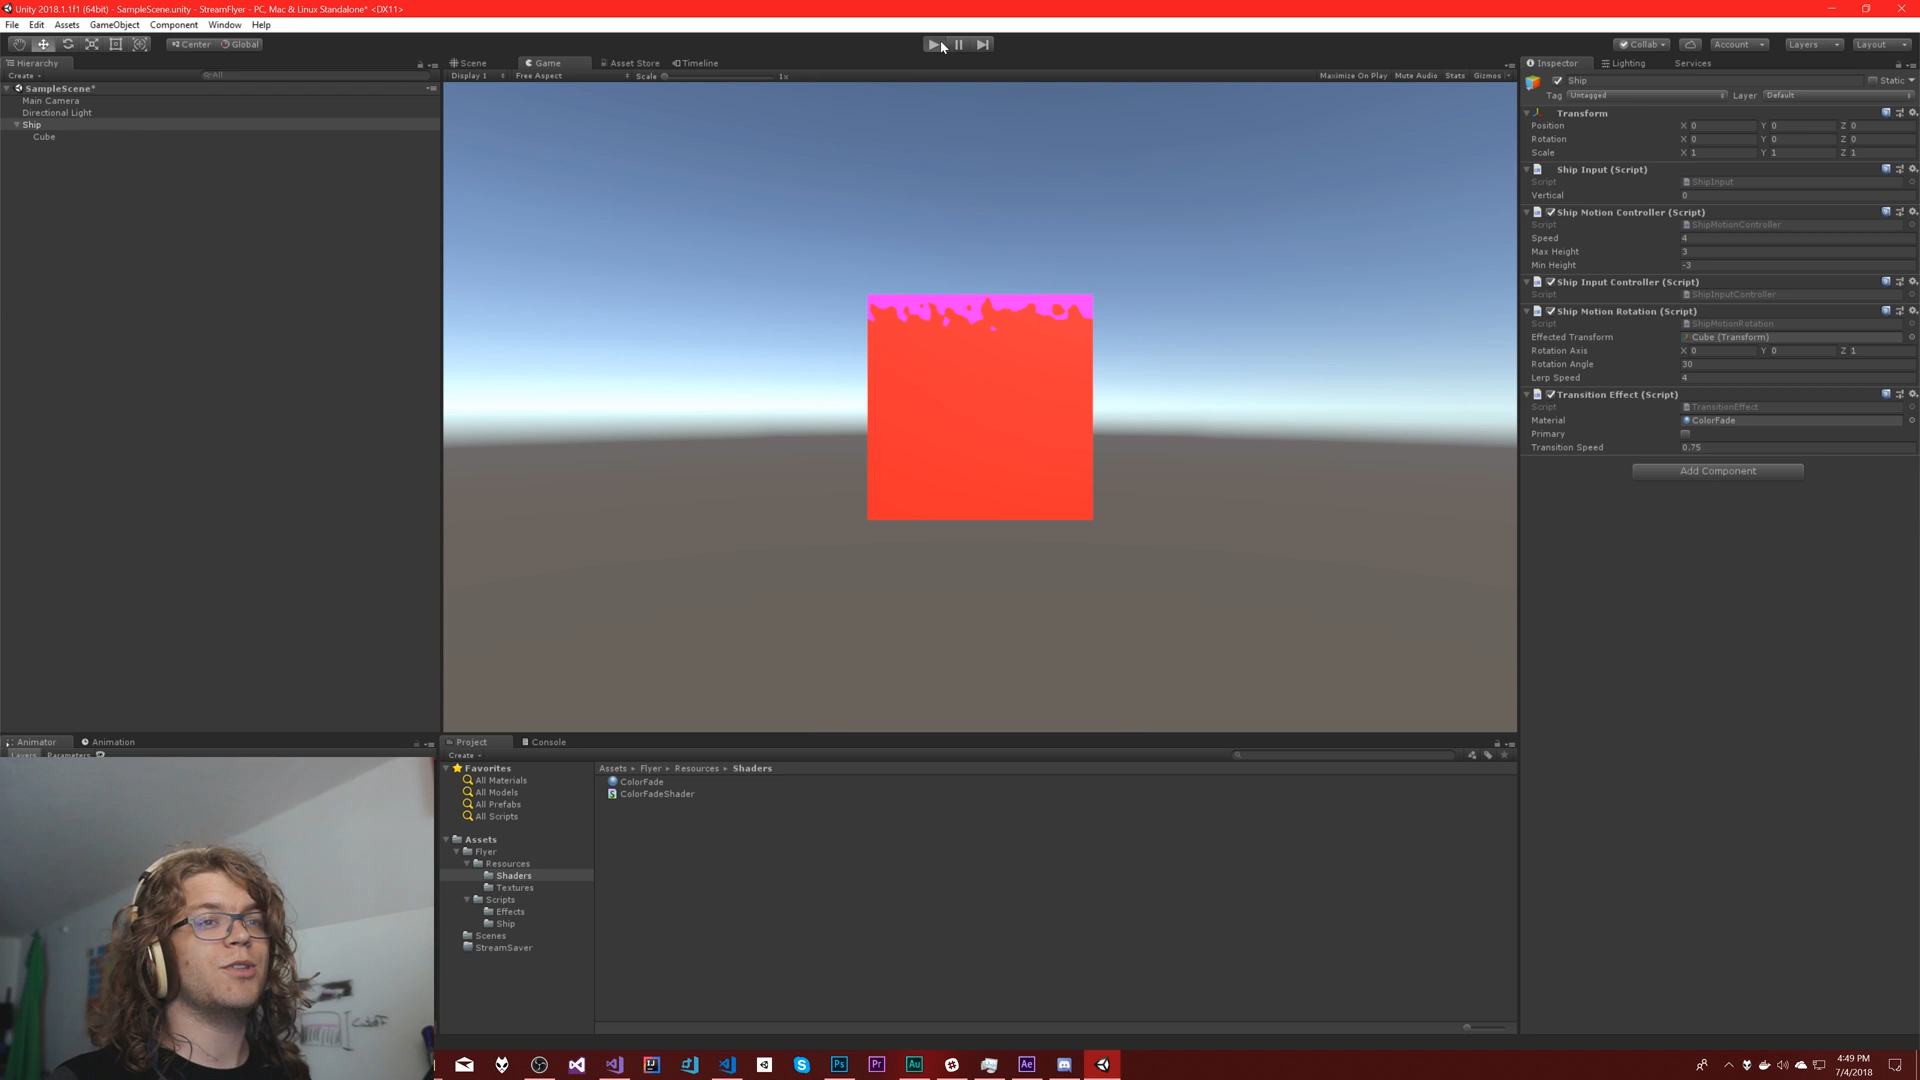 Unity 2018.1.1f1 (64bit) - SampleScene.unity - StreamFlyer - PC, Mac & Linux Standalone* <DX11>
File Edit Assets GameObject Component Window Help
Center Global Collab Account Layers Layout
Hierarchy Scene Game Asset Store Timeline Inspector Lighting Services
Create All Display 1 Free Aspect Scale 1x Maximize On Play Mute Audio Stats Gizmos
Ship Static
SampleScene*
Tag Untagged Layer Default
Main Camera
Directional Light
Ship
Cube
Transform
Position X 0 Y 0 Z 0
Rotation X 0 Y 0 Z 0
Scale X 1 Y 1 Z 1
Ship Input (Script)
Script ShipInput
Vertical 0
Ship Motion Controller (Script)
Script ShipMotionController
Speed 4
Max Height 3
Min Height -3
Ship Input Controller (Script)
Script ShipInputController
Ship Motion Rotation (Script)
Script ShipMotionRotation
Effected Transform Cube (Transform)
Rotation Axis X 0 Y 0 Z 1
Rotation Angle 30
Lerp Speed 4
Transition Effect (Script)
Script TransitionEffect
Material ColorFade
Primary
Transition Speed 0.75
Add Component
Animator Animation Project Console
Layers Parameters Create
Favorites
All Materials
All Models
All Prefabs
All Scripts
Assets
Flyer
Resources
Shaders
Textures
Scripts
Effects
Ship
Scenes
StreamSaver
Assets Flyer Resources Shaders
ColorFade
ColorFadeShader
Ps Pr Au Ae
4:49 PM
7/4/2018